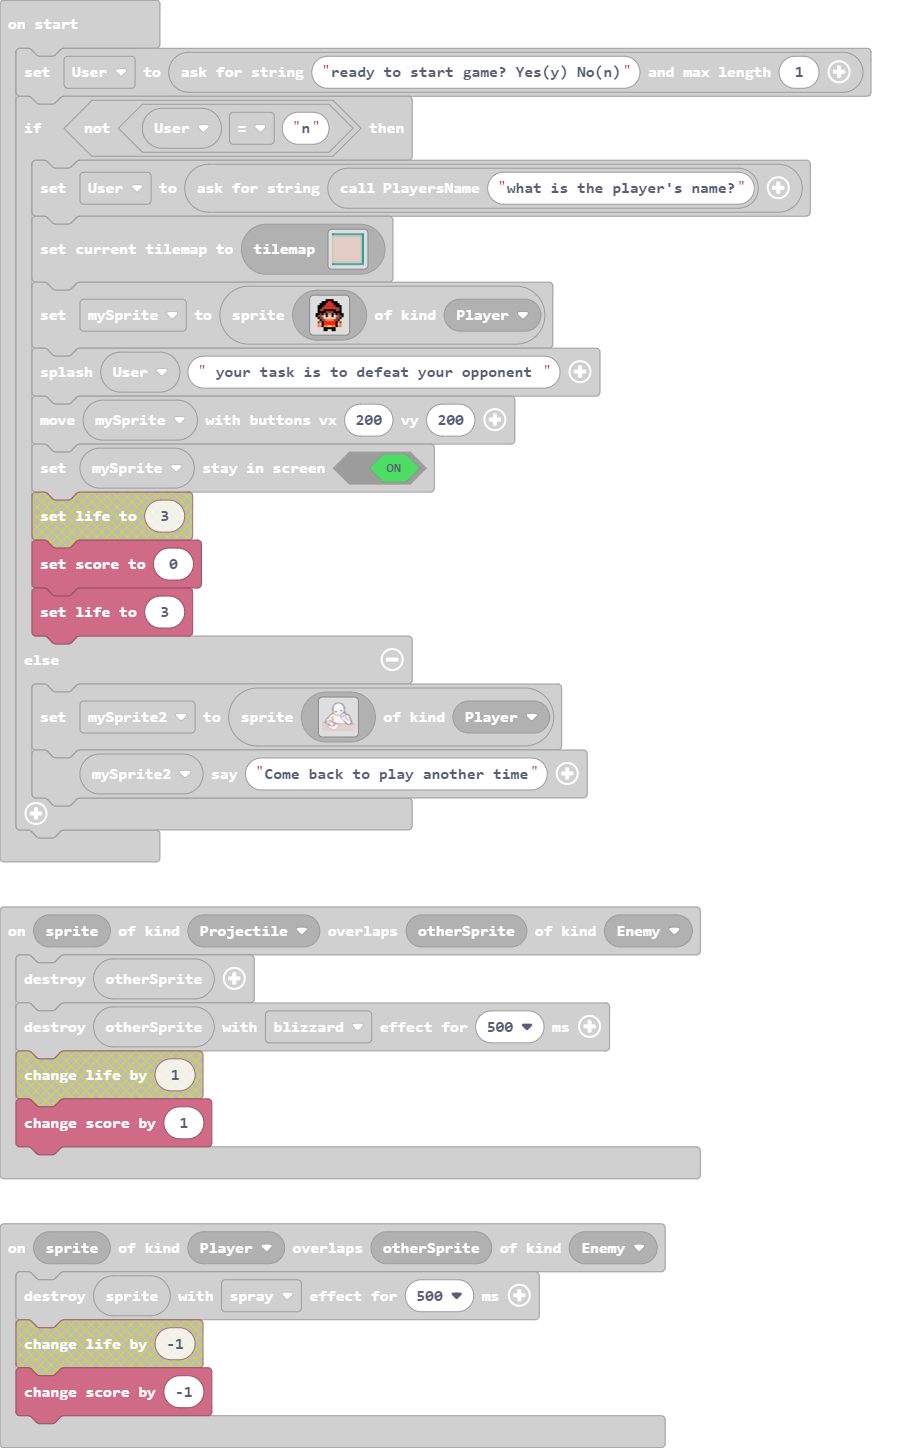 on start
set User to ask for string "ready to start game? Yes(y) No(n)" and max length 1
if not User = "n" then
set User to ask for string call PlayersName "what is the player's name?"
set current tilemap to tilemap
set mySprite to sprite of kind Player
splash User " your task is to defeat your opponent "
move mySprite with buttons vx 200 vy 200
set mySprite stay in screen ON
set life to 3
set score to 0
set life to 3
else
set mySprite2 to sprite of kind Player
mySprite2 say "Come back to play another time"
on sprite of kind Projectile overlaps otherSprite of kind Enemy
destroy otherSprite
destroy otherSprite with blizzard effect for 500 ms
change life by 1
change score by 1
on sprite of kind Player overlaps otherSprite of kind Enemy
destroy sprite with spray effect for 500 ms
change life by -1
change score by -1